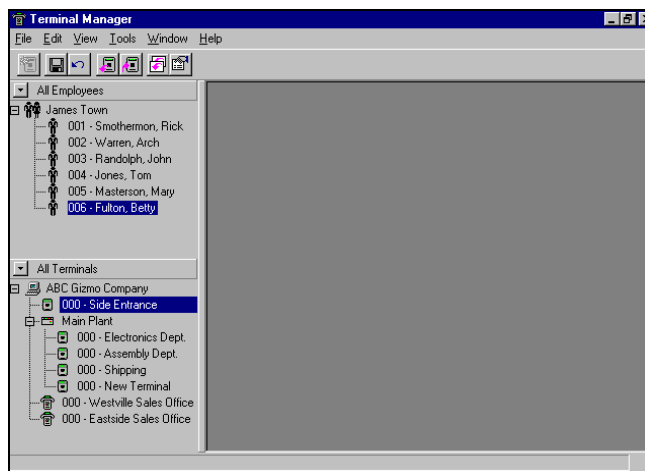 Terminal Manager
File Edit View Tools Window Help
All Employees
James Town
001 - Smothermon, Rick
002 - Warren, Arch
003 - Randolph, John
004 - Jones, Tom
005 - Masterson, Mary
006 - Fulton, Betty
All Terminals
ABC Gizmo Company
000 - Side Entrance
Main Plant
000 - Electronics Dept.
000 - Assembly Dept.
000 - Shipping
000 - New Terminal
000 - Westville Sales Office
000 - Eastside Sales Office